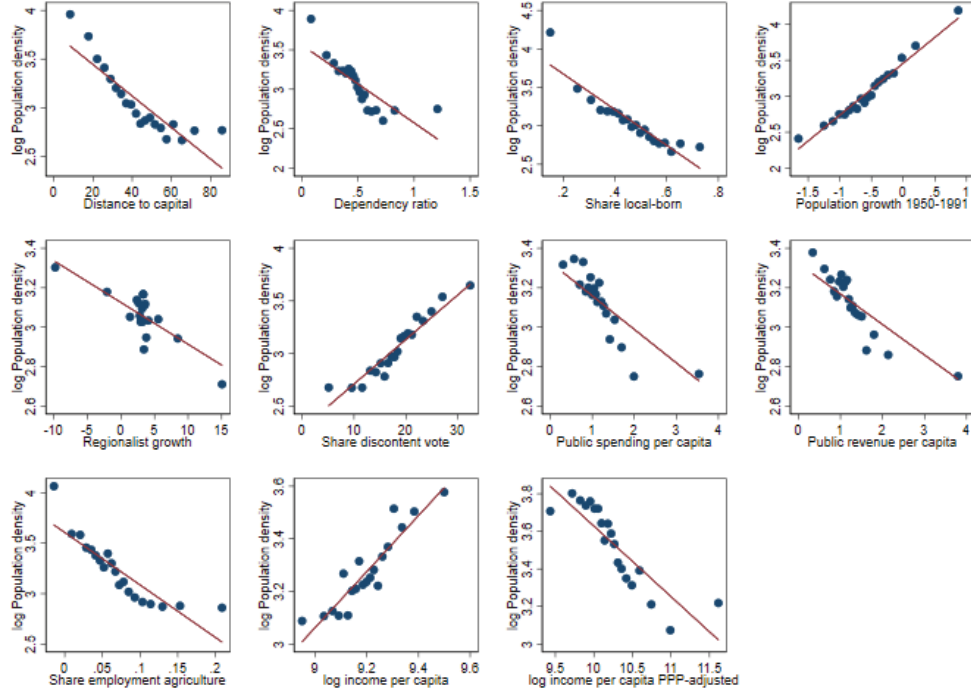 log Population density
4
3.5
3
2.5
0 20 40 60 80
Distance to capital
log Population density
4
3.5
3
2.5
2
0 .5 1 1.5
Dependency ratio
log Population density
4.5
4
3.5
3
2.5
.2 .4 .6 .8
Share local-born
log Population density
4
3.5
3
2.5
2
-1.5 -1 -.5 0 .5 1
Population growth 1950-1991
log Population density
3.4
3.2
3
2.8
2.6
-10 -5 0 5 10 15
Regionalist growth
log Population density
4
3.5
3
2.5
0 10 20 30
Share discontent vote
log Population density
3.4
3.2
3
2.8
2.6
0 1 2 3 4
Public spending per capita
log Population density
3.4
3.2
3
2.8
2.6
0 1 2 3 4
Public revenue per capita
log Population density
4
3.5
3
2.5
0 .05 .1 .15 .2
Share employment agriculture
log Population density
3.6
3.4
3.2
3
9 9.2 9.4 9.6
log income per capita
log Population density
3.8
3.6
3.4
3.2
3
9.5 10 10.5 11 11.5
log income per capita PPP-adjusted